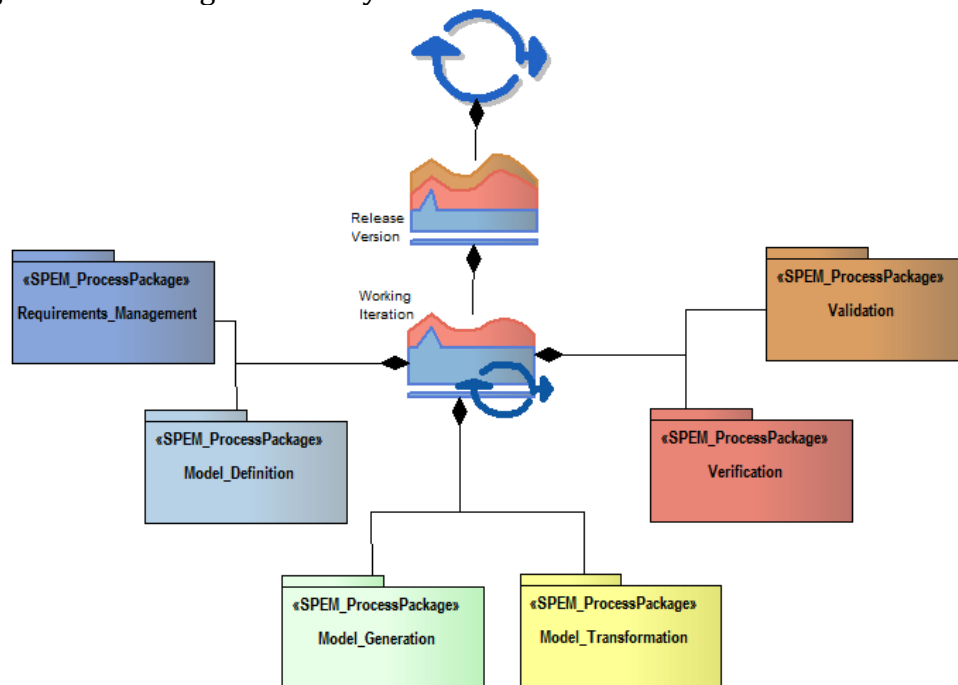 Release
Version
Working
Iteration
«SPEM_ProcessPackage»
Requirements_Management
«SPEM_ProcessPackage»
Validation
«SPEM_ProcessPackage»
Model_Definition
«SPEM_ProcessPackage»
Verification
«SPEM_ProcessPackage»
Model_Generation
«SPEM_ProcessPackage»
Model_Transformation